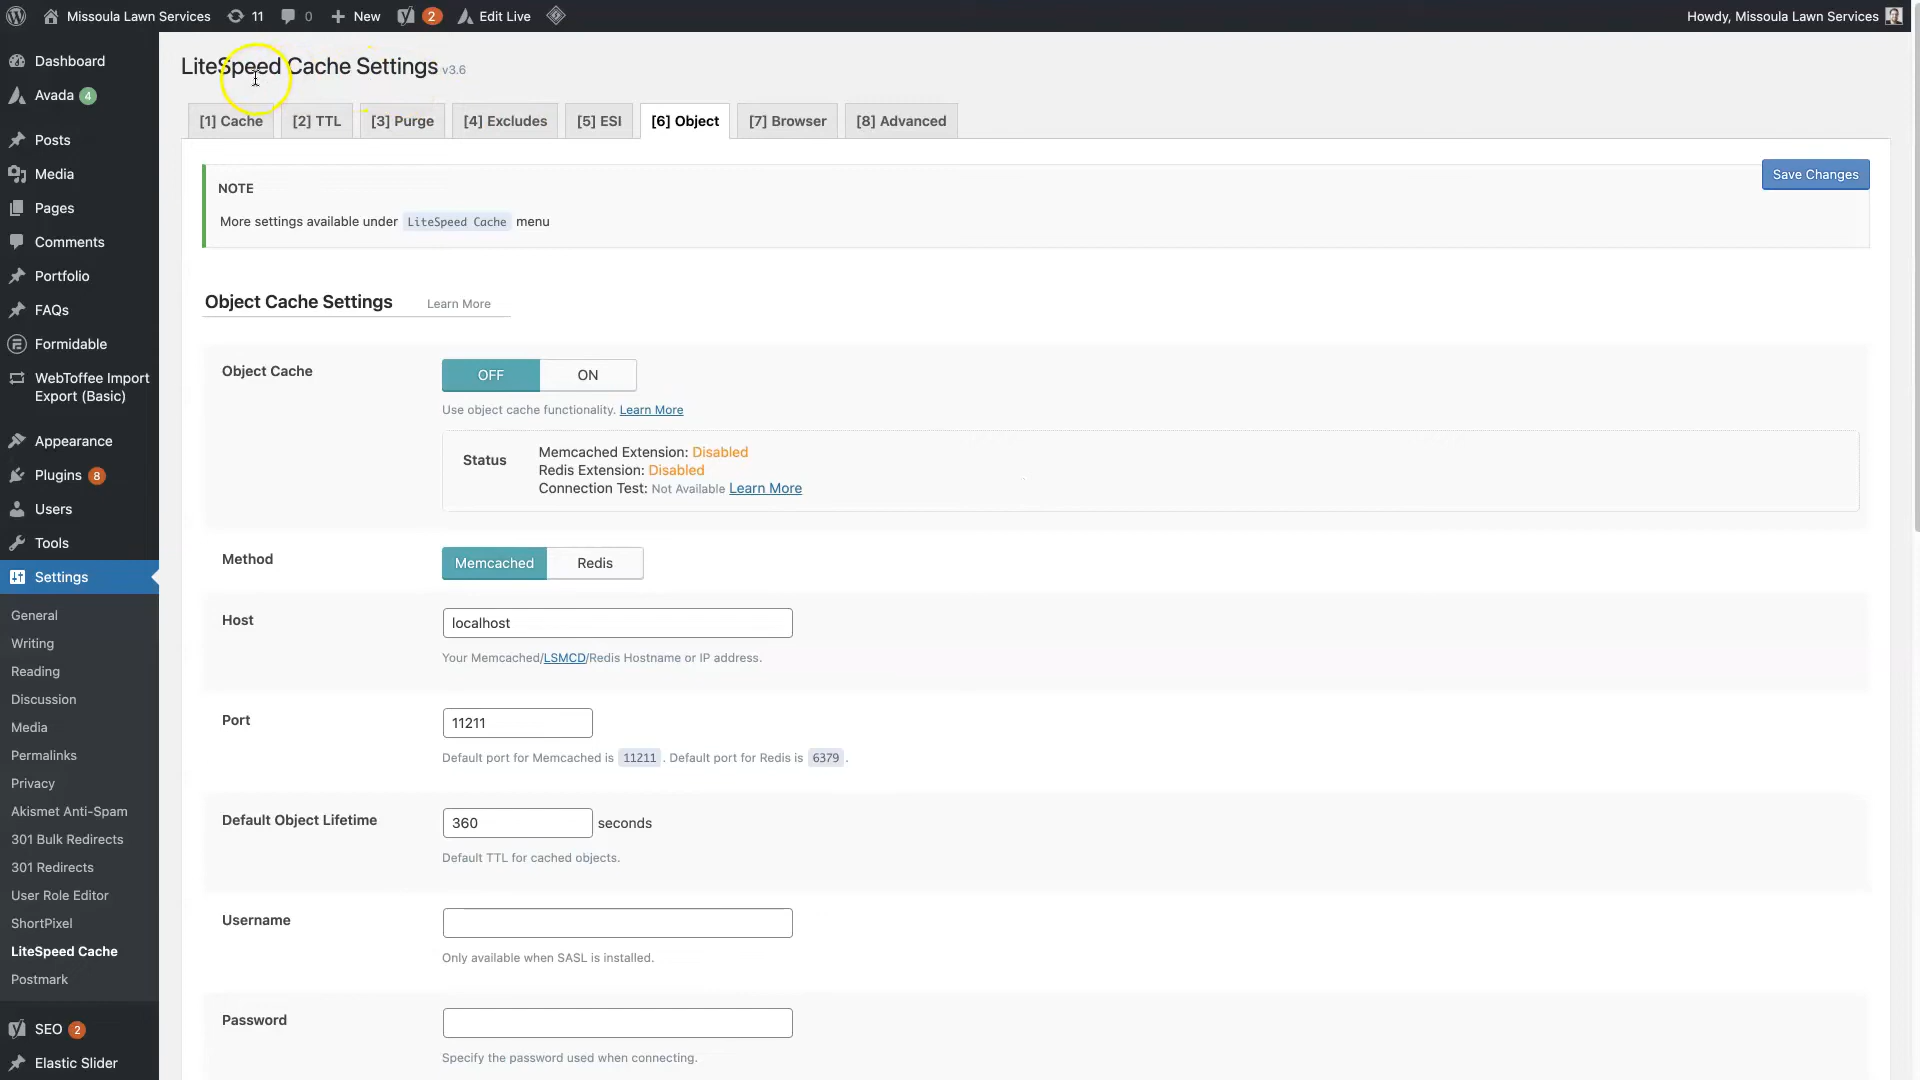 Missoula Lawn Services 11 0 New 2 Edit Live Howdy, Missoula Lawn Services
Dashboard
Avada 4
Posts
Media
Pages
Comments
Portfolio
FAQs
Formidable
WebToffee Import
Export (Basic)
Appearance
Plugins 8
Users
Tools
Settings
General
Writing
Reading
Discussion
Media
Permalinks
Privacy
Akismet Anti-Spam
301 Bulk Redirects
301 Redirects
User Role Editor
ShortPixel
LiteSpeed Cache
Postmark
SEO 2
Elastic Slider
LiteSpeed Cache Settings v3.6
[1] Cache [2] TTL [3] Purge [4] Excludes [5] ESI [6] Object [7] Browser [8] Advanced
NOTE
Save Changes
More settings available under LiteSpeed Cache menu
Object Cache Settings Learn More
Object Cache OFF ON
Use object cache functionality. Learn More
Status
Memcached Extension: Disabled
Redis Extension: Disabled
Connection Test: Not Available Learn More
Method Memcached Redis
Host localhost
Your Memcached/LSMCD/Redis Hostname or IP address.
Port 11211
Default port for Memcached is 11211 . Default port for Redis is 6379 .
Default Object Lifetime 360 seconds
Default TTL for cached objects.
Username
Only available when SASL is installed.
Password
Specify the password used when connecting.